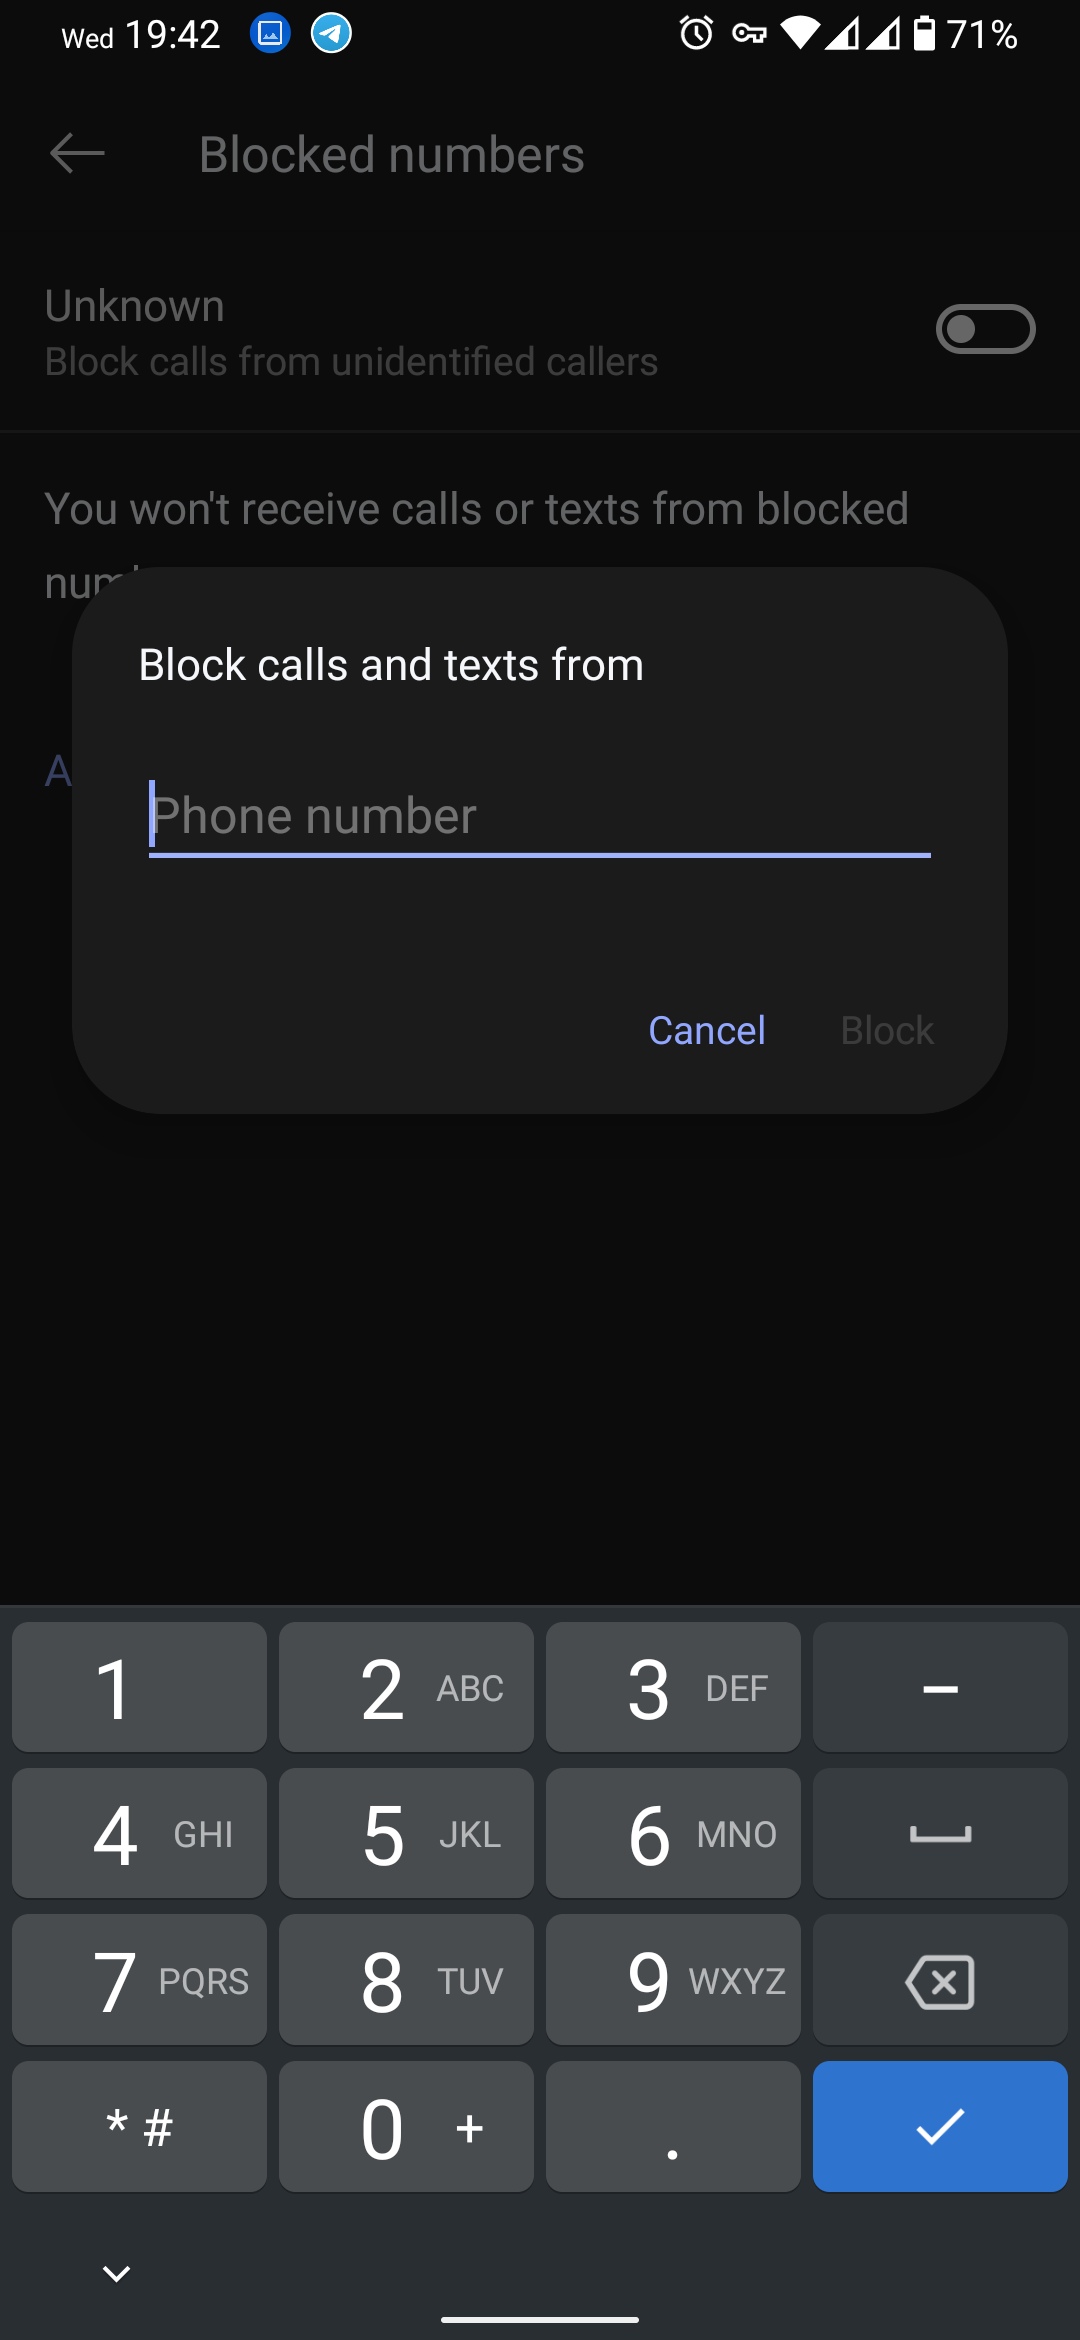 Wed 19:42 71%
Blocked numbers
Unknown
Block calls from unidentified callers
You won't receive calls or texts from blocked
Block calls and texts from
Phone number
Cancel Block
1 2 ABC 3 DEF –
4 GHI 5 JKL 6 MNO
7 PQRS 8 TUV 9 WXYZ
* # 0 + .